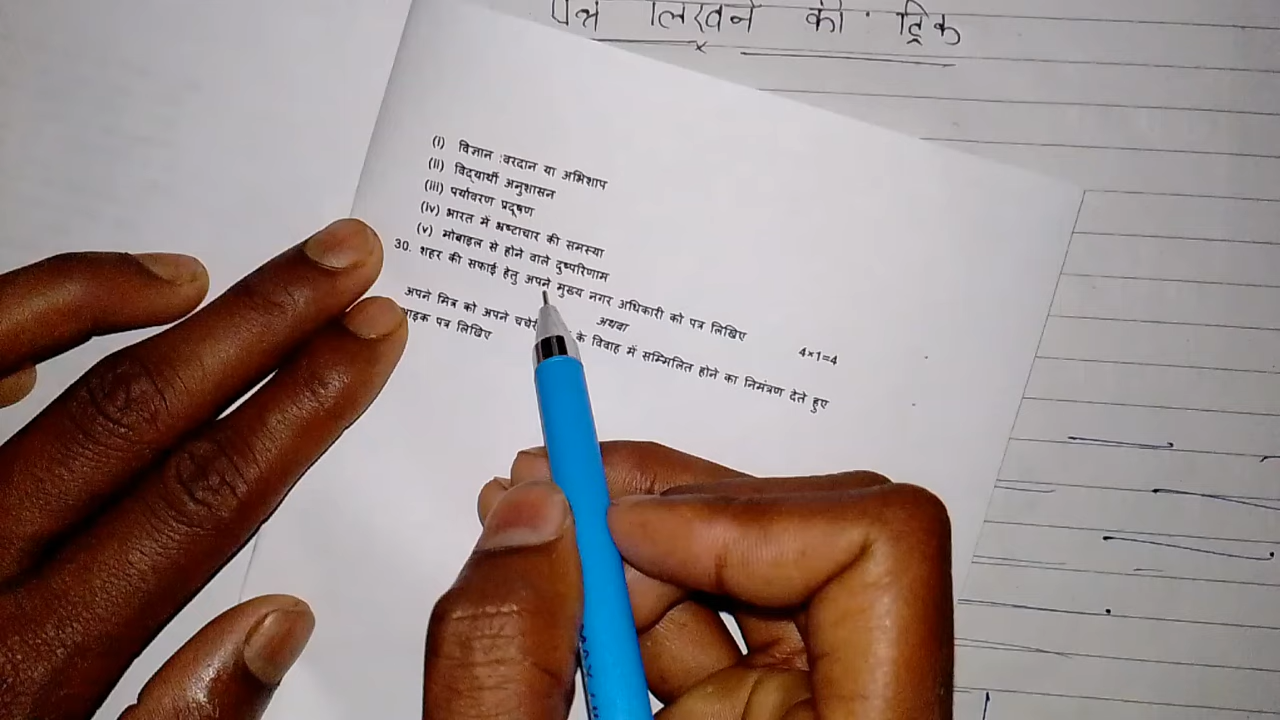 पत्र लिखने की ट्रिक
(i) विज्ञान :वरदान या अभिशाप
(ii) विद्यार्थी अनुशासन
(iii) पर्यावरण प्रदूषण
(iv) भारत में भ्रष्टाचार की समस्या
(v) मोबाइल से होने वाले दुष्परिणाम
30. शहर की सफाई हेतु अपने मुख्य नगर अधिकारी को पत्र लिखिए 4×1=4
अथवा
अपने मित्र को अपने के विवाह में सम्मिलित होने का निमंत्रण देते हुए
पत्र लिखिए